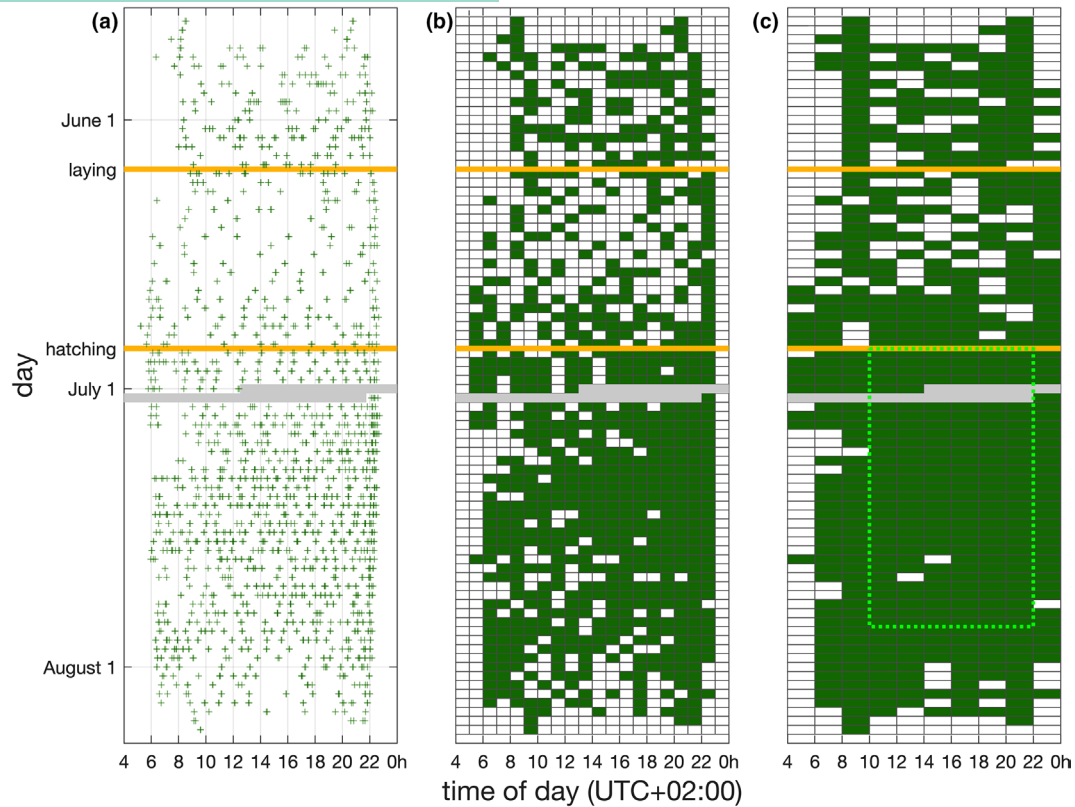 (a) (b) (c)
June 1
laying
hatching
July 1
August 1
day
4 6 8 10 12 14 16 18 20 22 0h
4 6 8 10 12 14 16 18 20 22 0h
4 6 8 10 12 14 16 18 20 22 0h
time of day (UTC+02:00)